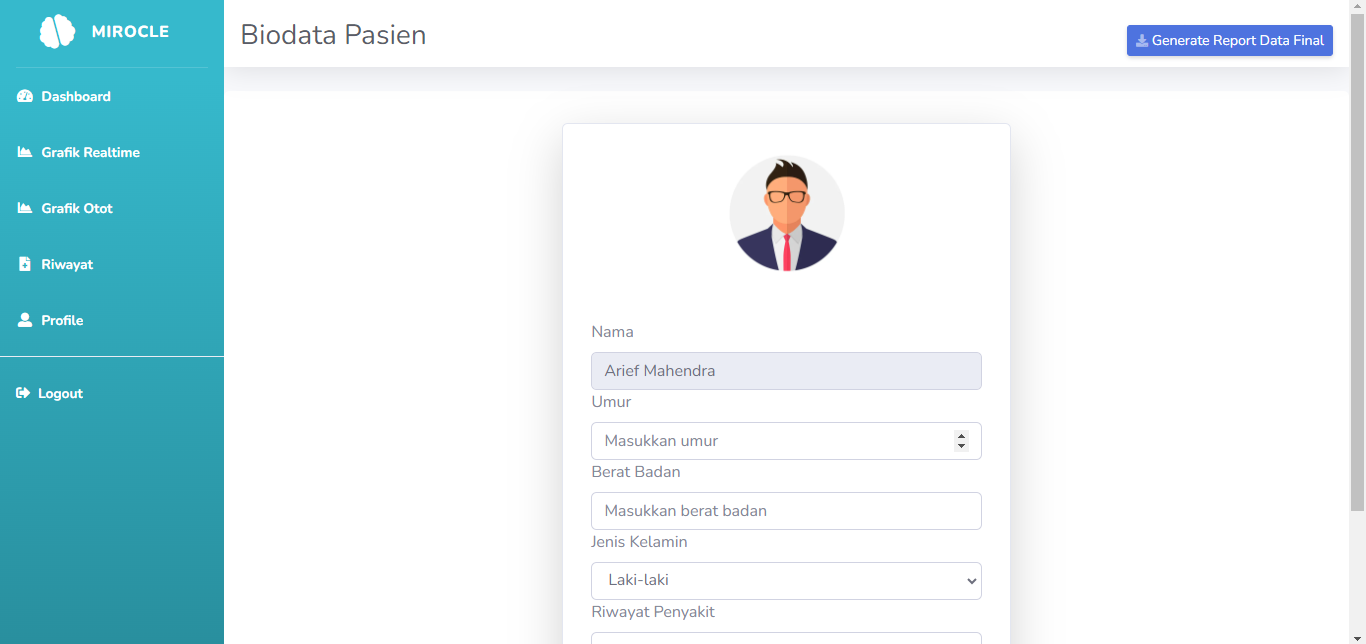 MIROCLE
Dashboard
Grafik Realtime
Grafik Otot
Riwayat
Profile
Logout
Biodata Pasien
Generate Report Data Final
Nama
Arief Mahendra
Umur
Masukkan umur
Berat Badan
Masukkan berat badan
Jenis Kelamin
Laki-laki
Riwayat Penyakit